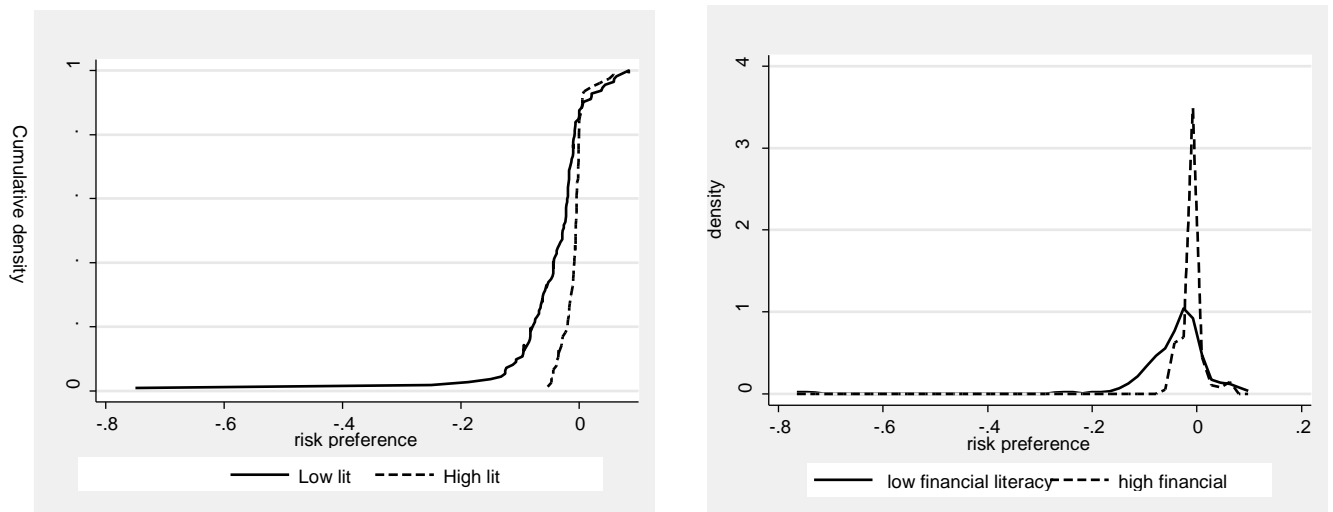 Cumulative density
1
.
.
.
.
0
-.8 -.6 -.4 -.2 0
risk preference
Low lit High lit
density
4
3
2
1
0
-.8 -.6 -.4 -.2 0 .2
risk preference
low financial literacy high financial